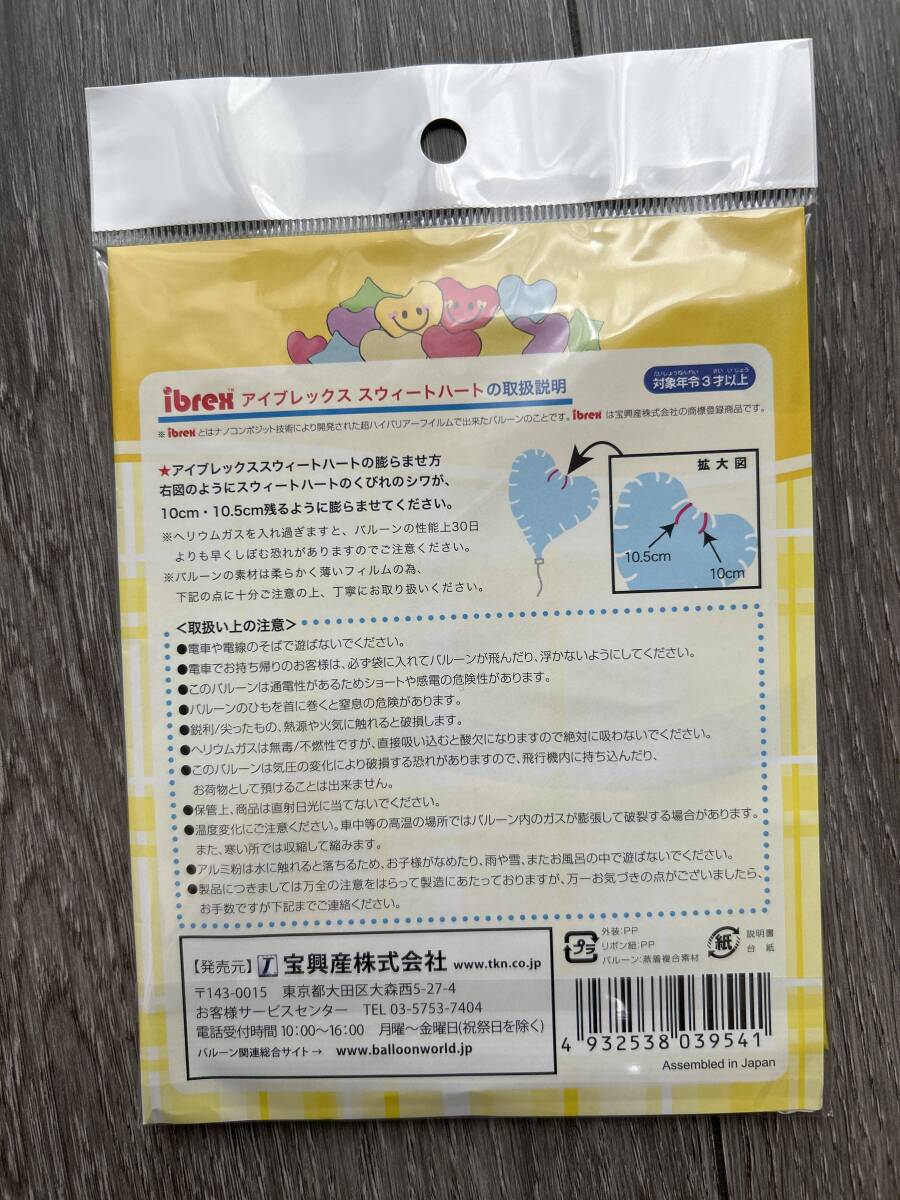 ibrex™ アイブレックス スウィートハートの取扱説明
たいしょうねんれい さい いじょう
対象年令3才以上
※ibrexとはナノコンポジット技術により開発された超ハイバリアーフイルムで出来たバルーンのことです。ibrexは宝興産株式会社の商標登録商品です。
★アイブレックススウィートハートの膨らませ方
右図のようにスウィートハートのくびれのシワが、
10cm・10.5cm残るように膨らませてください。
※ヘリウムガスを入れ過ぎますと、バルーンの性能上30日
よりも早くしぼむ恐れがありますのでご注意ください。
※バルーンの素材は柔らかく薄いフィルムの為、
下記の点に十分ご注意の上、丁寧にお取り扱いください。
拡大図
10.5cm
10cm
<取扱い上の注意>
●電車や電線のそばで遊ばないでください。
●電車でお持ち帰りのお客様は、必ず袋に入れてバルーンが飛んだり、浮かないようにしてください。
●このバルーンは通電性があるためショートや感電の危険性があります。
●バルーンのひもを首に巻くと窒息の危険があります。
●鋭利/尖ったもの、熱源や火気に触れると破損します。
●ヘリウムガスは無毒/不燃性ですが、直接吸い込むと酸欠になりますので絶対に吸わないでください。
●このバルーンは気圧の変化により破損する恐れがありますので、飛行機内に持ち込んだり、
お荷物として預けることは出来ません。
●保管上、商品は直射日光に当てないでください。
●温度変化にご注意ください。車中等の高温の場所ではバルーン内のガスが膨張して破裂する場合があります。
また、寒い所では収縮して縮みます。
●アルミ粉は水に触れると落ちるため、お子様がなめたり、雨や雪、またお風呂の中で遊ばないでください。
●製品につきましては万全の注意をはらって製造にあたっておりますが、万一お気づきの点がございましたら、
お手数ですが下記までご連絡ください。
【発売元】 宝興産株式会社 www.tkn.co.jp
〒143-0015 東京都大田区大森西5-27-4
お客様サービスセンター TEL 03-5753-7404
電話受付時間 10:00～16:00 月曜～金曜日(祝祭日を除く)
バルーン関連総合サイト→ www.balloonworld.jp
プラ
外装:PP
リボン紐:PP
バルーン:蒸着複合素材
紙
説明書
台紙
4 932538 039541
Assembled in Japan